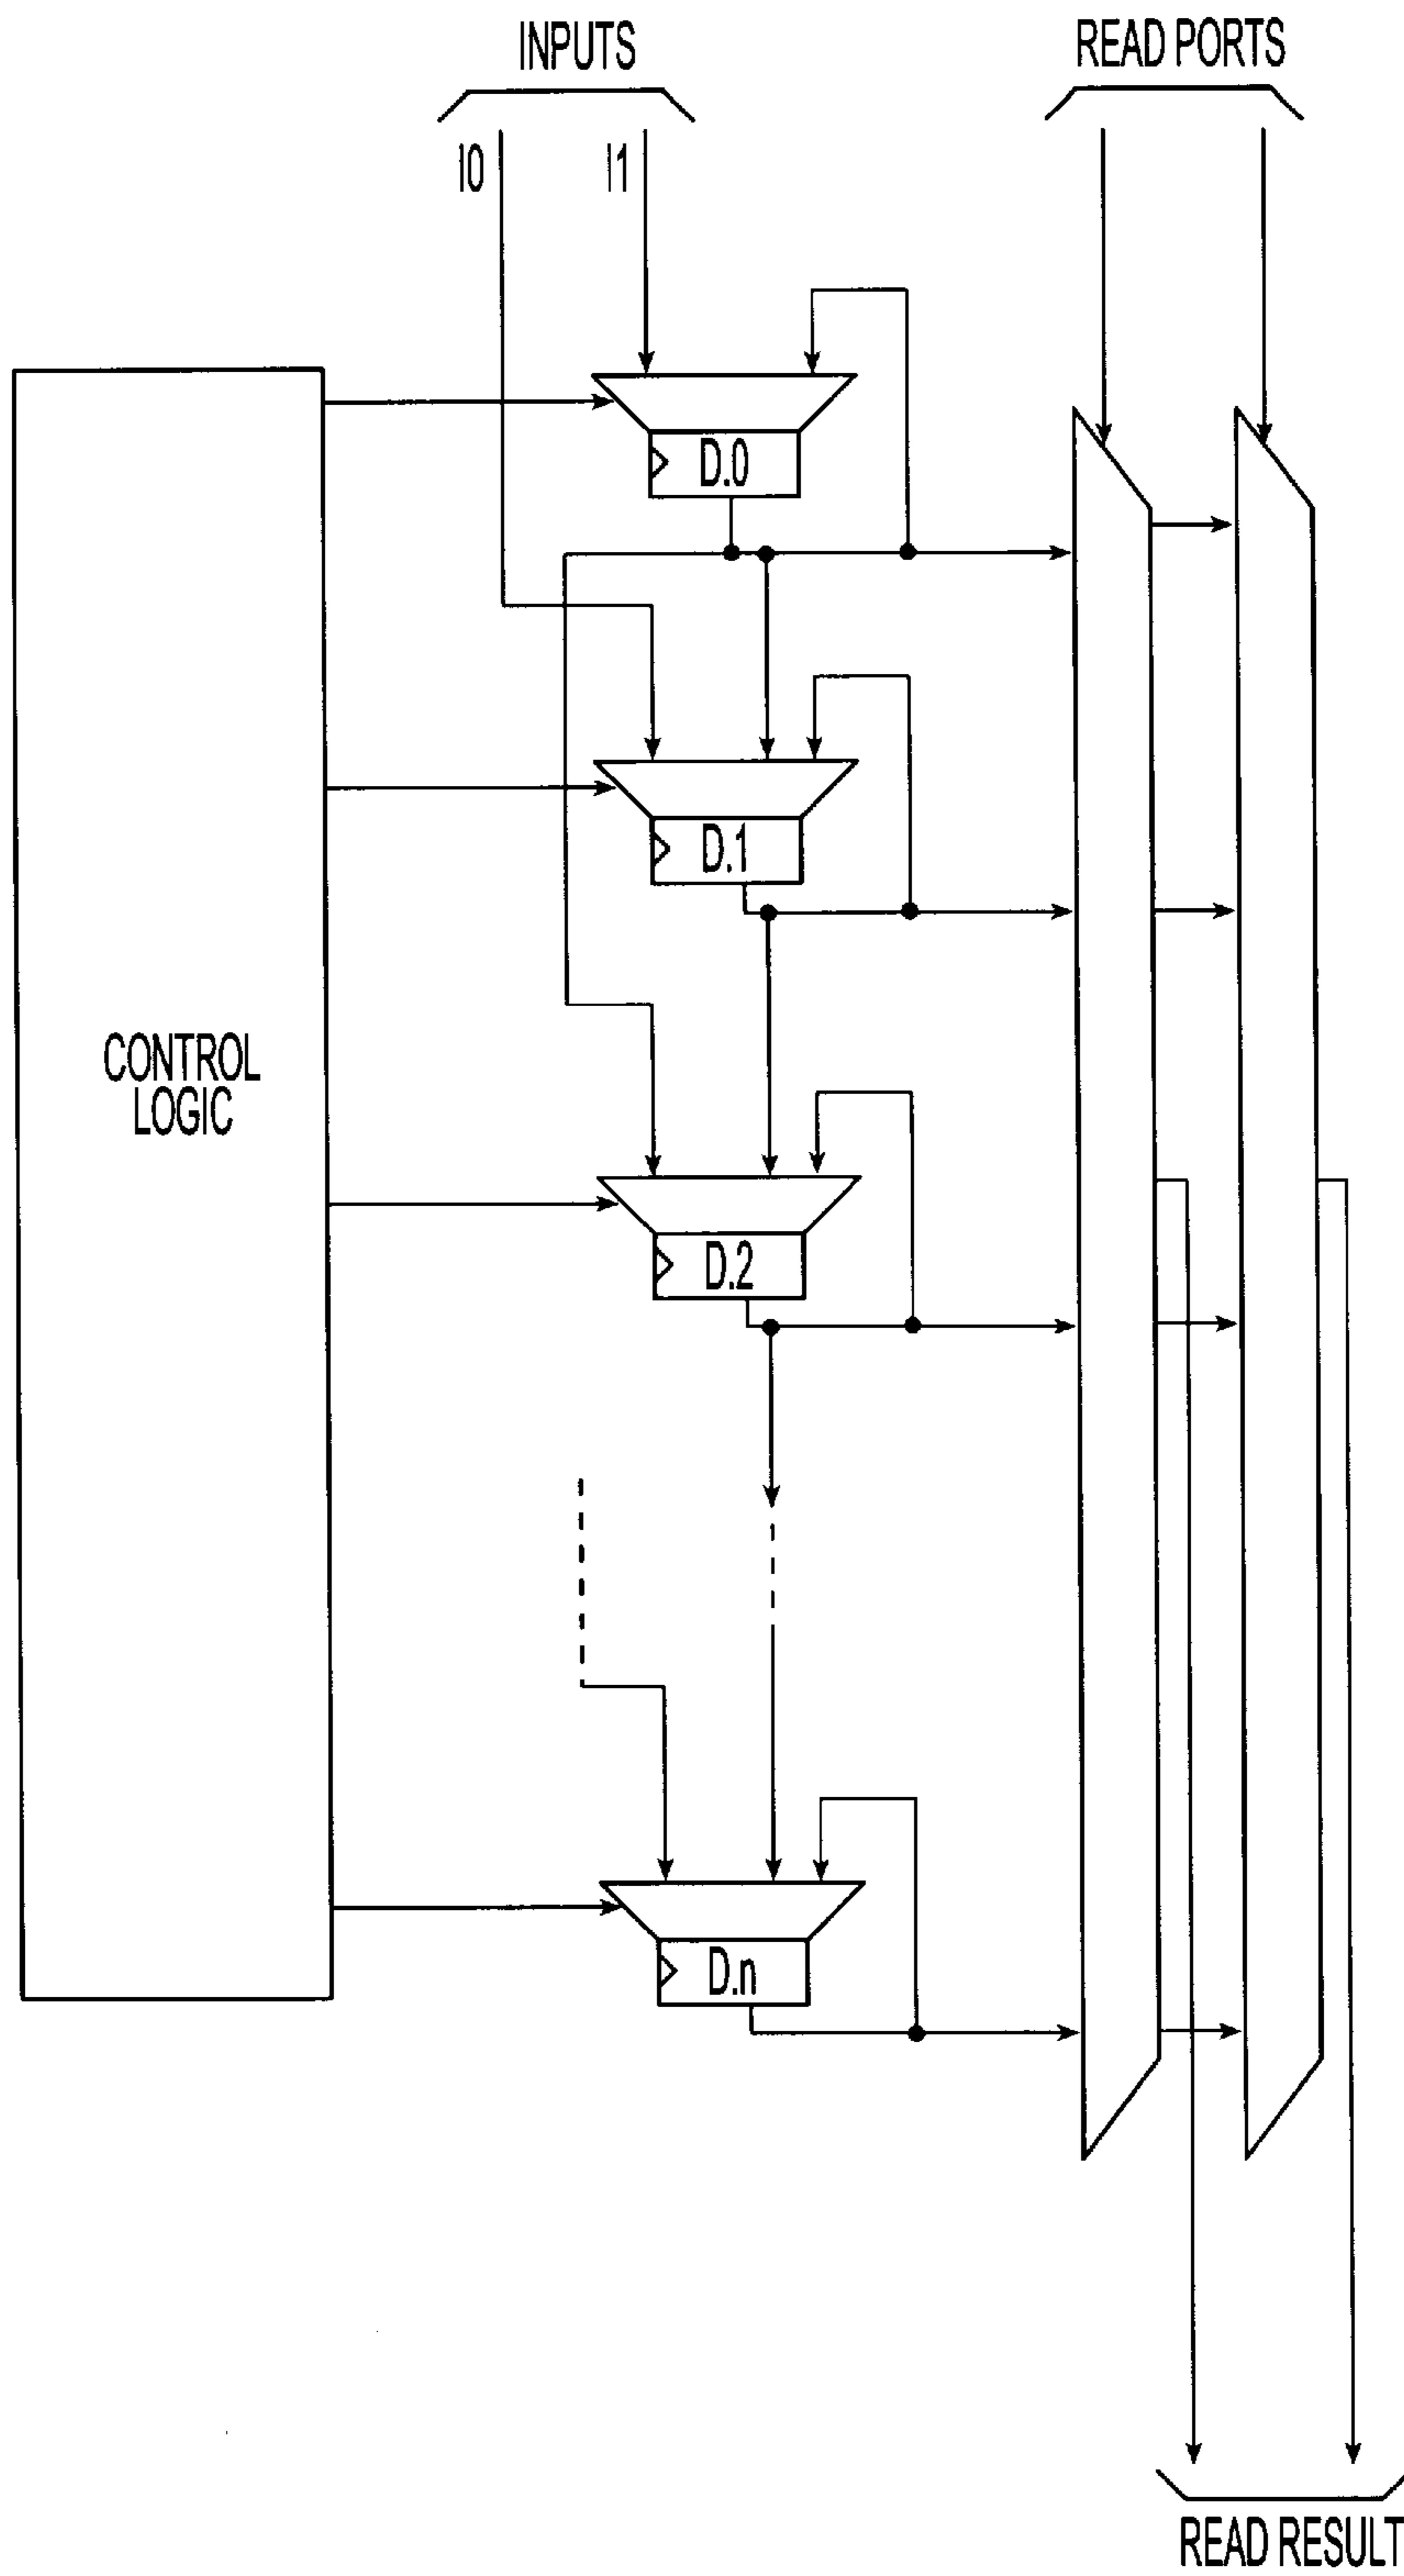 INPUTS
READ PORTS
I0
I1
D.0
D.1
CONTROL
LOGIC
D.2
D.n
READ RESULT